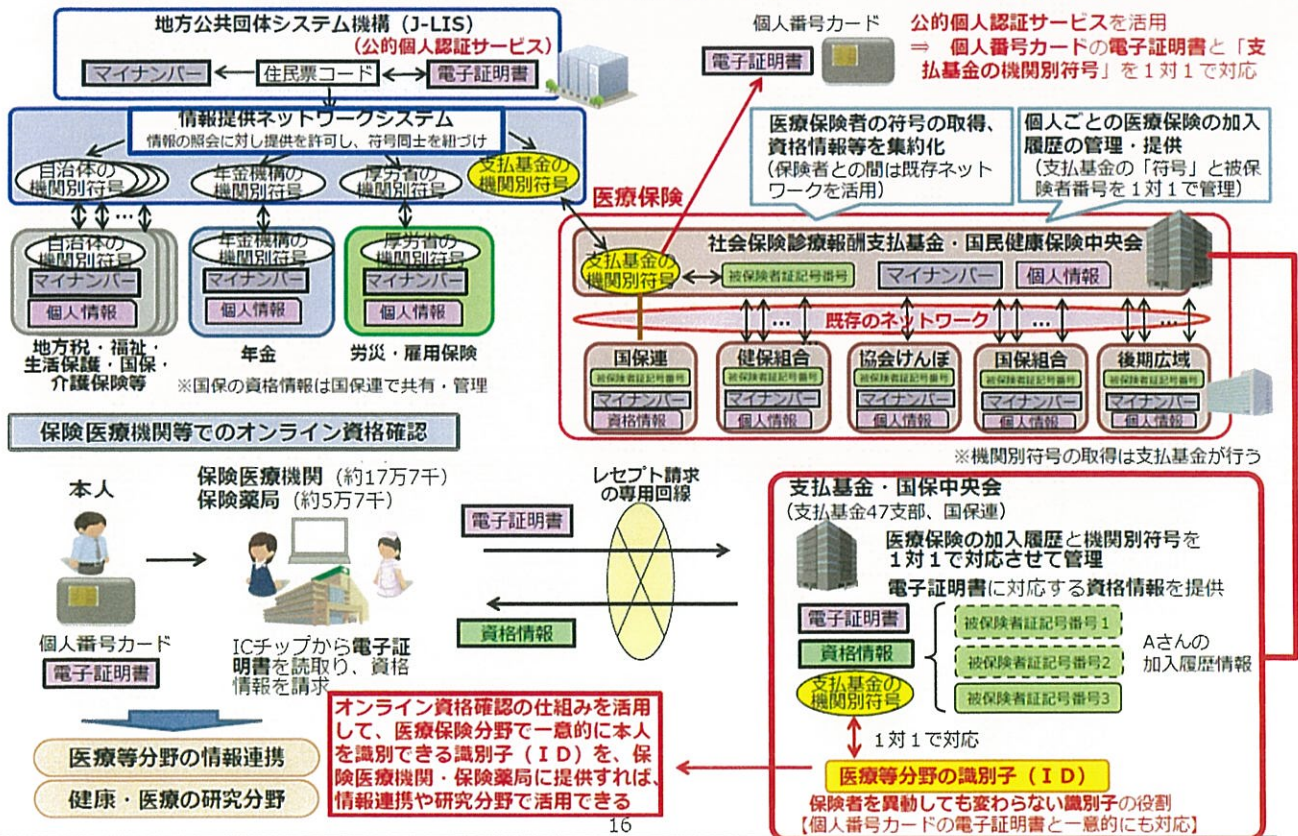 地方公共団体システム機構 (J-LIS)
(公的個人認証サービス)
マイナンバー
住民票コード
電子証明書
情報提供ネットワークシステム
情報の照会に対し提供を許可し、符号同士を紐づけ
自治体の
機関別符号
年金機構の
機関別符号
厚労省の
機関別符号
支払基金の
機関別符号
…
自治体の
機関別符号
マイナンバー
個人情報
年金機構の
機関別符号
マイナンバー
個人情報
厚労省の
機関別符号
マイナンバー
個人情報
地方税・福祉・
生活保護・国保・
介護保険等
年金
労災・雇用保険
※国保の資格情報は国保連で共有・管理
個人番号カード
電子証明書
公的個人認証サービスを活用
⇒ 個人番号カードの電子証明書と「支
払基金の機関別符号」を1対1で対応
医療保険者の符号の取得、
資格情報等を集約化
(保険者との間は既存ネット
ワークを活用)
個人ごとの医療保険の加入
履歴の管理・提供
(支払基金の「符号」と被保
険者番号を1対1で管理)
医療保険
社会保険診療報酬支払基金・国民健康保険中央会
支払基金の
機関別符号
被保険者証記号番号
マイナンバー
個人情報
… 既存のネットワーク … …
国保連
被保険者証記号番号
マイナンバー
資格情報
健保組合
被保険者証記号番号
マイナンバー
個人情報
協会けんぽ
被保険者証記号番号
マイナンバー
個人情報
国保組合
被保険者証記号番号
マイナンバー
個人情報
後期広域
被保険者証記号番号
マイナンバー
個人情報
※機関別符号の取得は支払基金が行う
保険医療機関等でのオンライン資格確認
本人
個人番号カード
電子証明書
保険医療機関 (約17万7千)
保険薬局 (約5万7千)
ICチップから電子証
明書を読取り、資格
情報を請求
電子証明書
資格情報
レセプト請求
の専用回線
支払基金・国保中央会
(支払基金47支部、国保連)
医療保険の加入履歴と機関別符号を
1対1で対応させて管理
電子証明書に対応する資格情報を提供
電子証明書
資格情報
支払基金の
機関別符号
被保険者証記号番号1
被保険者証記号番号2
被保険者証記号番号3
Aさんの
加入履歴情報
1対1で対応
医療等分野の識別子(ID)
保険者を異動しても変わらない識別子の役割
【個人番号カードの電子証明書と一意的にも対応】
オンライン資格確認の仕組みを活用
して、医療保険分野で一意的に本人
を識別できる識別子(ID)を、保
険医療機関・保険薬局に提供すれば、
情報連携や研究分野で活用できる
医療等分野の情報連携
健康・医療の研究分野
16